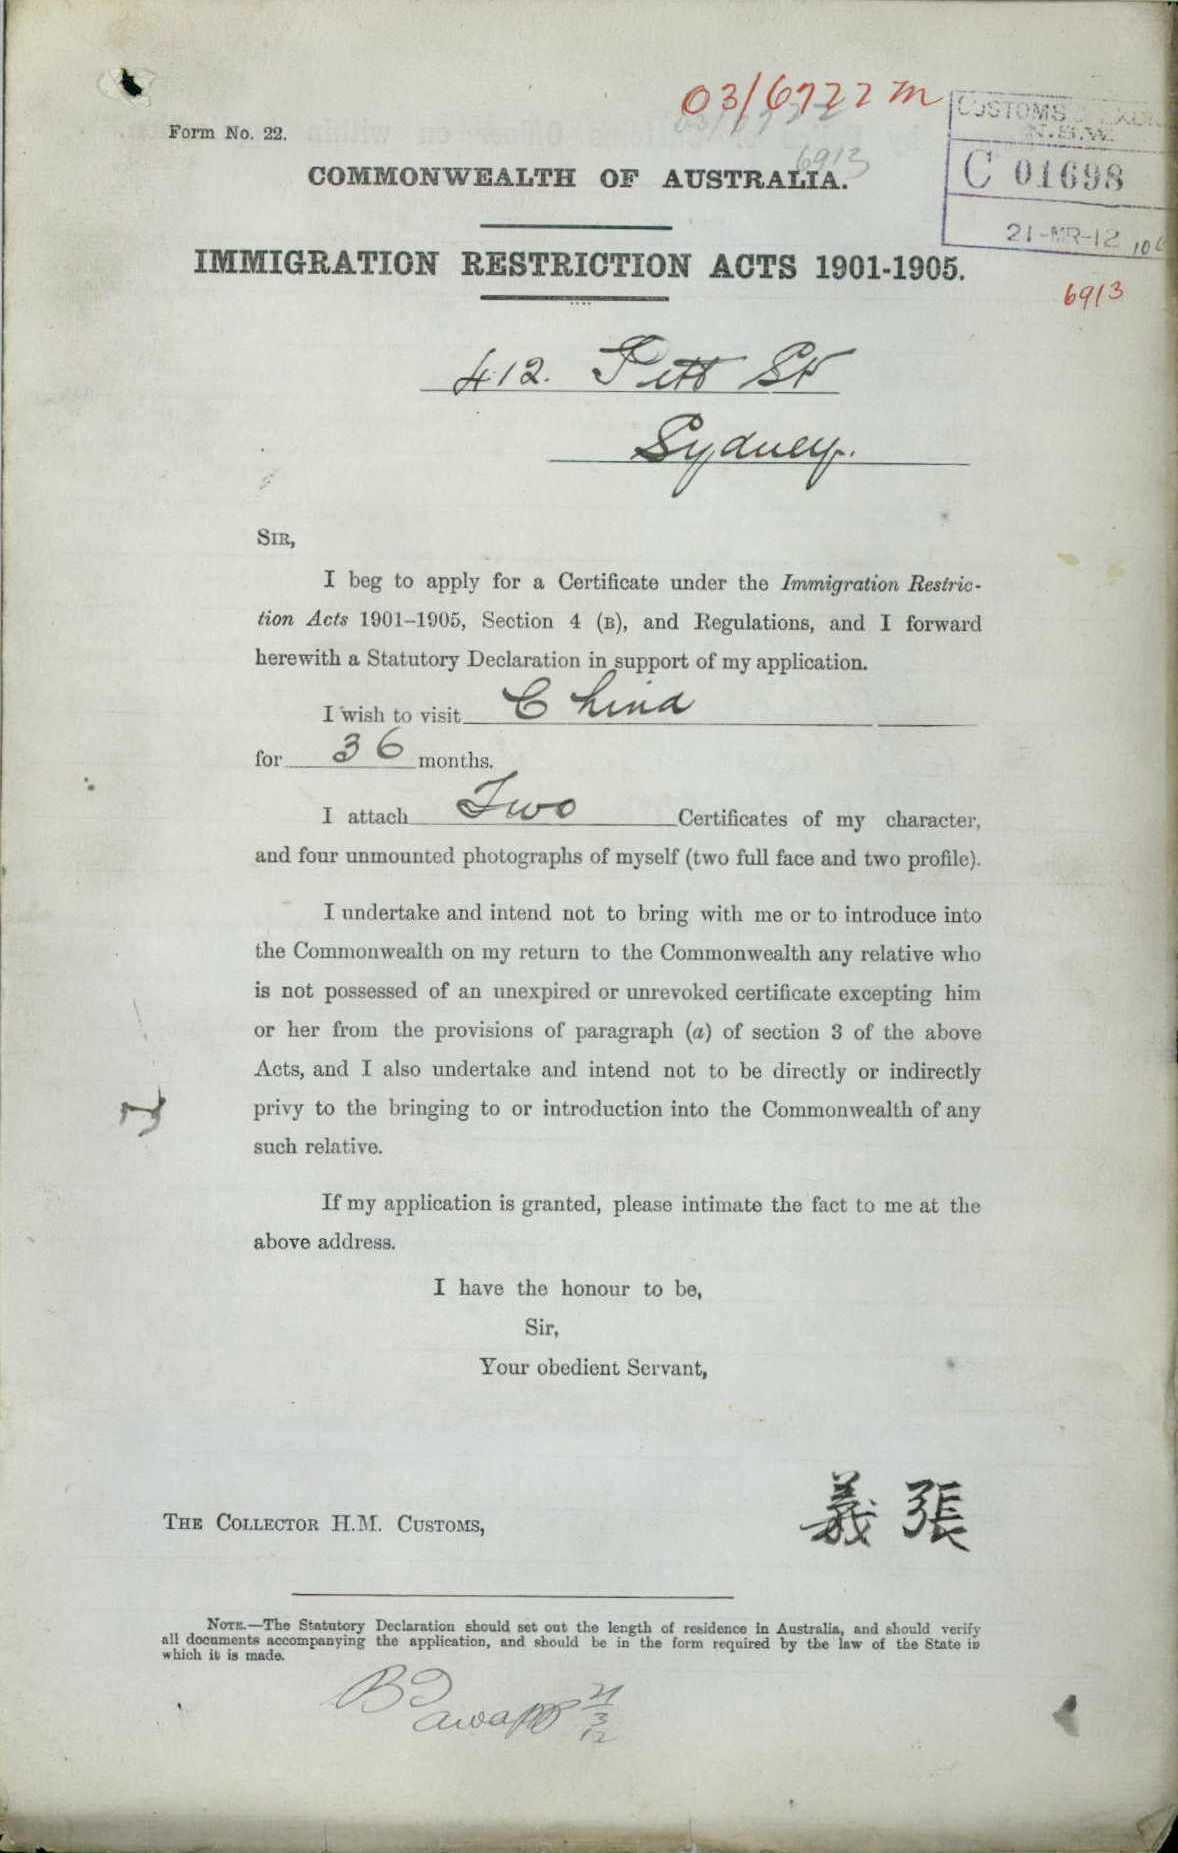 03/6722 M
CUSTOMS
N.S.W.
C 01698
21-MR-12
6913
Form No. 22.
6913
COMMONWEALTH OF AUSTRALIA.
IMMIGRATION RESTRICTION ACTS 1901-1905.
412. Pitt St
Sydney.
SIR,
I beg to apply for a Certificate under the Immigration Restric-
tion Acts 1901–1905, Section 4 (B), and Regulations, and I forward
herewith a Statutory Declaration in support of my application.
I wish to visit China
for 36 months.
I attach Two Certificates of my character,
and four unmounted photographs of myself (two full face and two profile).
I undertake and intend not to bring with me or to introduce into
the Commonwealth on my return to the Commonwealth any relative who
is not possessed of an unexpired or unrevoked certificate excepting him
or her from the provisions of paragraph (a) of section 3 of the above
Acts, and I also undertake and intend not to be directly or indirectly
privy to the bringing to or introduction into the Commonwealth of any
such relative.
If my application is granted, please intimate the fact to me at the
above address.
I have the honour to be,
Sir,
Your obedient Servant,
義張
THE COLLECTOR H.M. CUSTOMS,
NOTE.—The Statutory Declaration should set out the length of residence in Australia, and should verify
all documents accompanying the application, and should be in the form required by the law of the State in
which it is made.
21/3/12